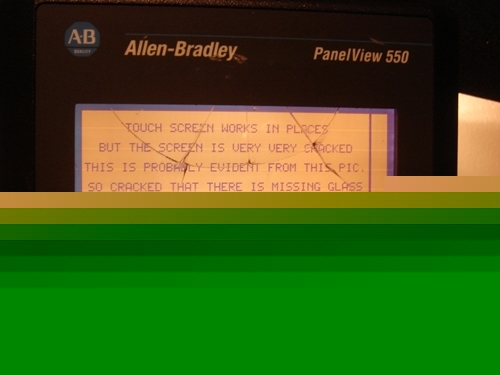 A·B
Allen-Bradley
PanelView 550
TOUCH SCREEN WORKS IN PLACES
BUT THE SCREEN IS VERY VERY CRACKED
THIS IS PROBABLY EVIDENT FROM THIS PIC.
SO CRACKED THAT THERE IS MISSING GLASS